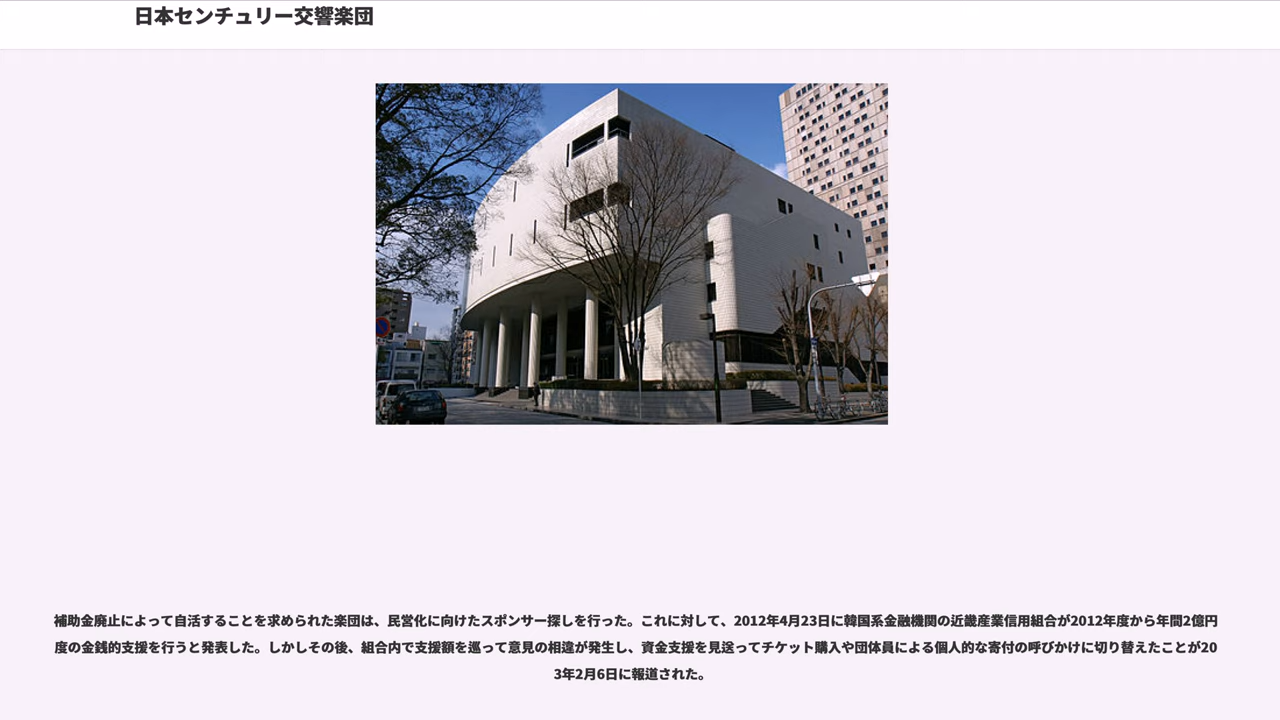 日本センチュリー交響楽団
補助金廃止によって自活することを求められた楽団は、民営化に向けたスポンサー探しを行った。これに対して、2012年4月23日に韓国系金融機関の近畿産業信用組合が2012年度から年間2億円
度の金銭的支援を行うと発表した。しかしその後、組合内で支援額を巡って意見の相違が発生し、資金支援を見送ってチケット購入や団体員による個人的な寄付の呼びかけに切り替えたことが20
3年2月6日に報道された。